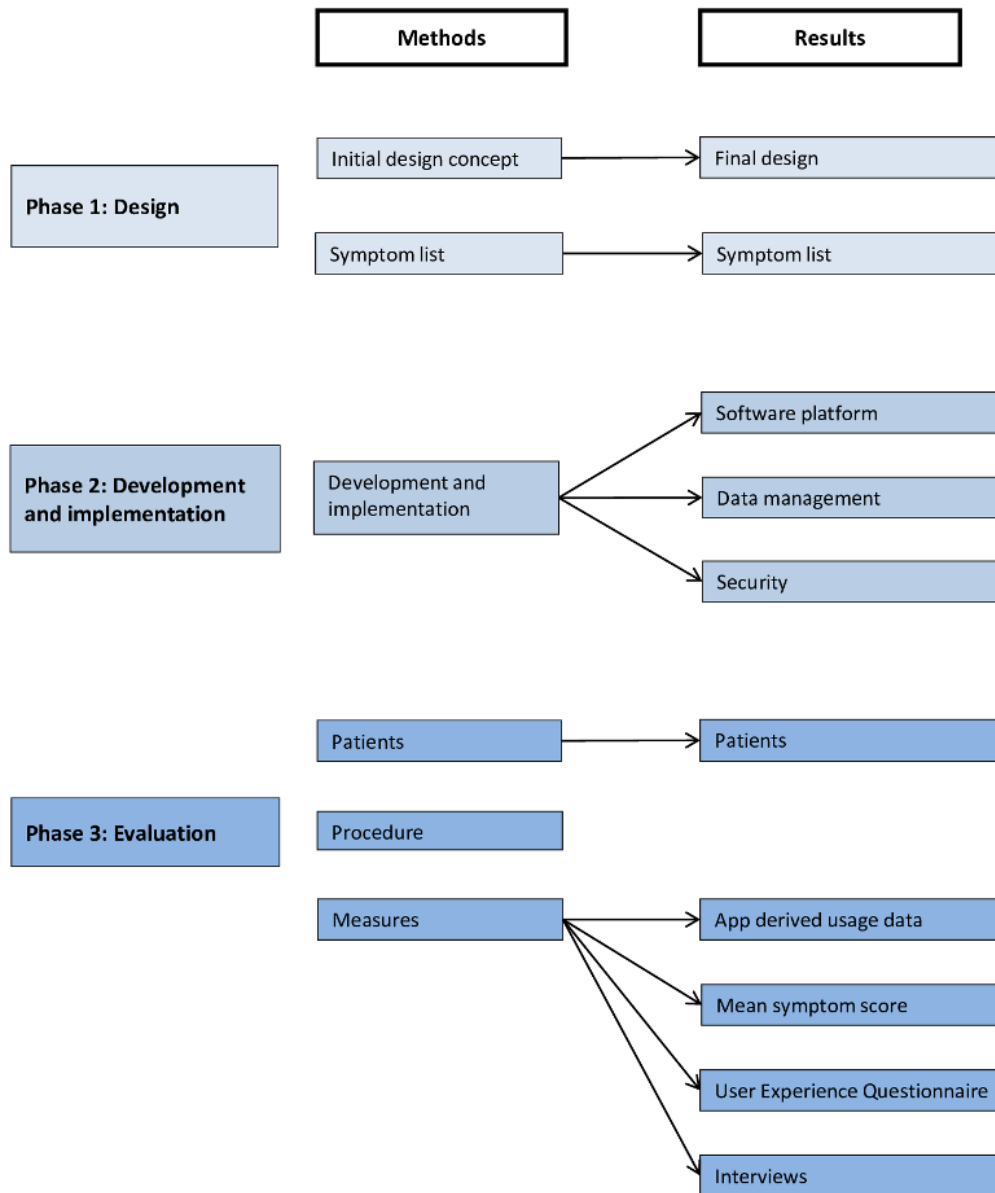 Methods
Results
Phase 1: Design
Initial design concept
Final design
Symptom list
Symptom list
Phase 2: Development
and implementation
Development and
implementation
Software platform
Data management
Security
Phase 3: Evaluation
Patients
Patients
Procedure
Measures
App derived usage data
Mean symptom score
User Experience Questionnaire
Interviews